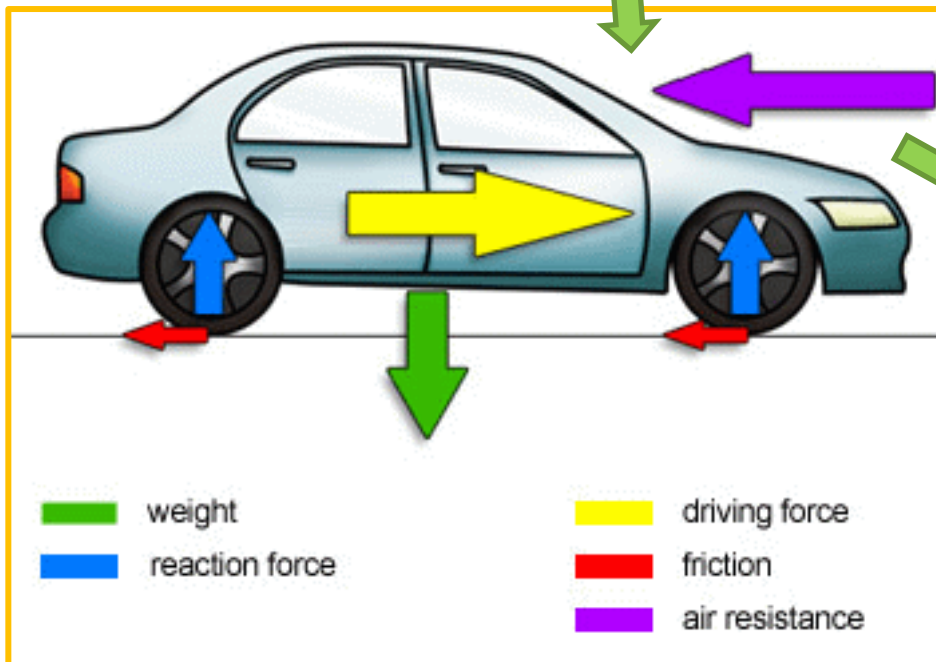 weight
reaction force
driving force
friction
air resistance